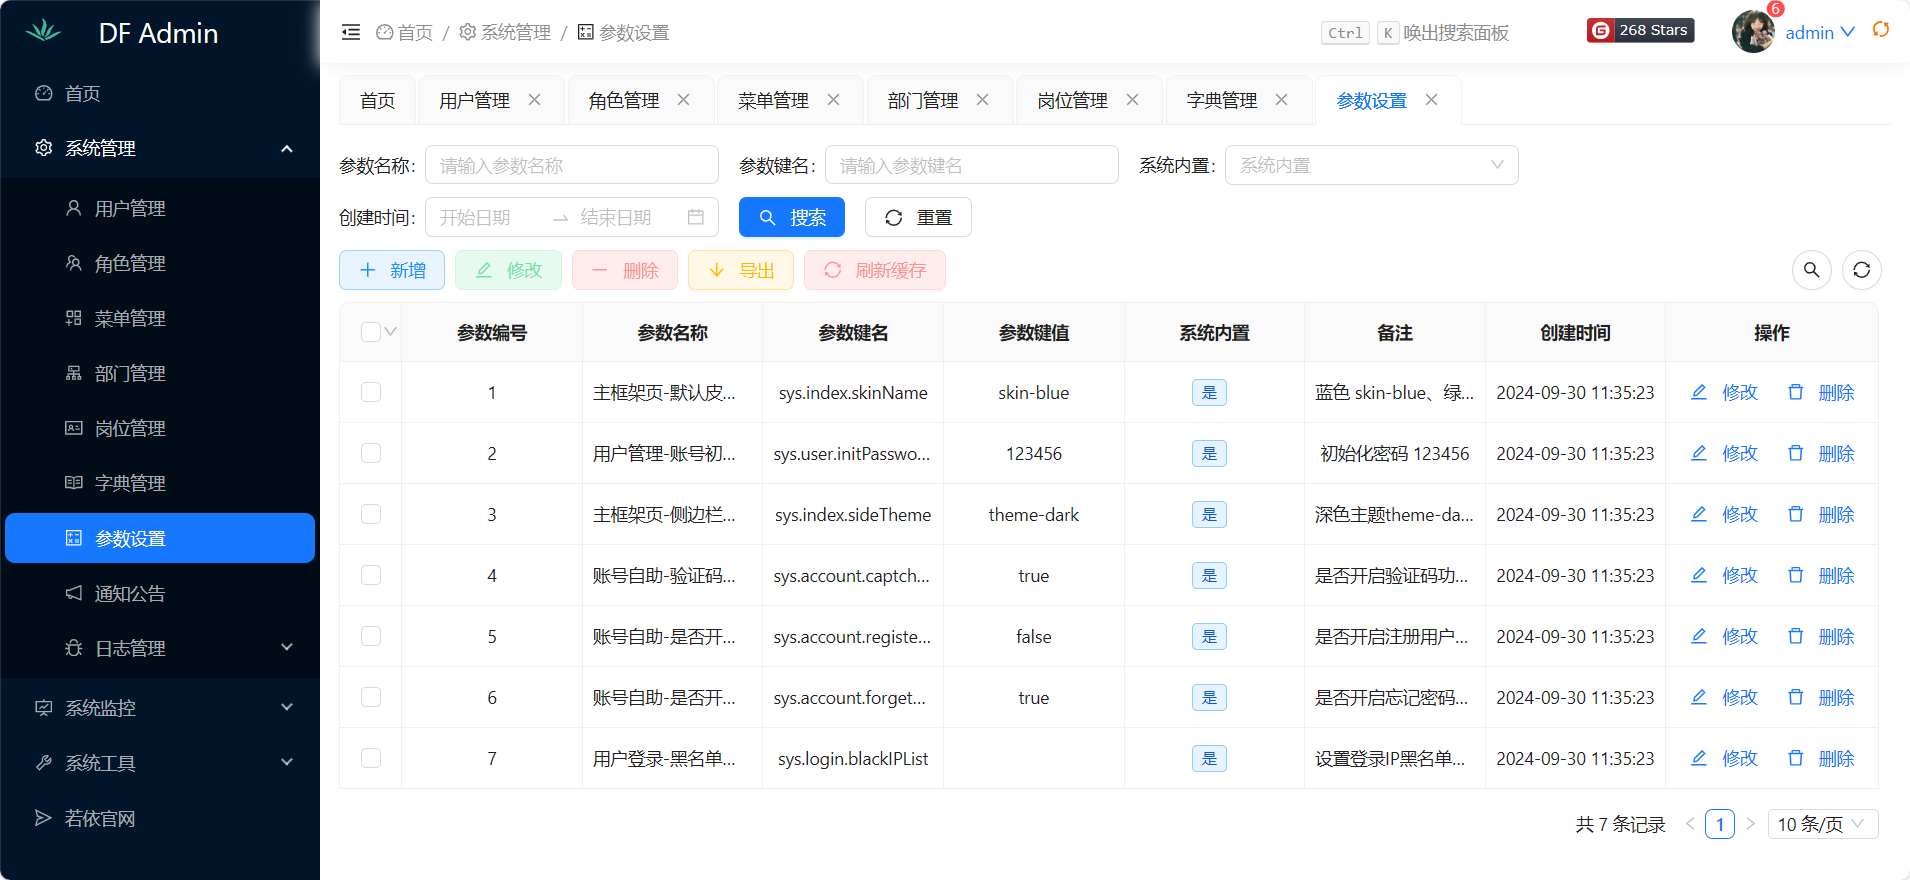 DF Admin
首页
系统管理
用户管理
角色管理
菜单管理
部门管理
岗位管理
字典管理
参数设置
通知公告
日志管理
系统监控
系统工具
若依官网
首页 / 系统管理 / 参数设置
Ctrl K 唤出搜索面板
G 268 Stars
6
admin
首页 用户管理 角色管理 菜单管理 部门管理 岗位管理 字典管理 参数设置
参数名称: 请输入参数名称 参数键名: 请输入参数键名 系统内置: 系统内置
创建时间: 开始日期 → 结束日期 搜索 重置
新增 修改 删除 导出 刷新缓存
参数编号 参数名称 参数键名 参数键值 系统内置 备注 创建时间 操作
1 主框架页-默认皮... sys.index.skinName skin-blue 是 蓝色 skin-blue、绿... 2024-09-30 11:35:23 修改 删除
2 用户管理-账号初... sys.user.initPasswo... 123456 是 初始化密码 123456 2024-09-30 11:35:23 修改 删除
3 主框架页-侧边栏... sys.index.sideTheme theme-dark 是 深色主题theme-da... 2024-09-30 11:35:23 修改 删除
4 账号自助-验证码... sys.account.captch... true 是 是否开启验证码功... 2024-09-30 11:35:23 修改 删除
5 账号自助-是否开... sys.account.registe... false 是 是否开启注册用户... 2024-09-30 11:35:23 修改 删除
6 账号自助-是否开... sys.account.forget... true 是 是否开启忘记密码... 2024-09-30 11:35:23 修改 删除
7 用户登录-黑名单... sys.login.blackIPList 是 设置登录IP黑名单... 2024-09-30 11:35:23 修改 删除
共 7 条记录 < 1 > 10 条/页